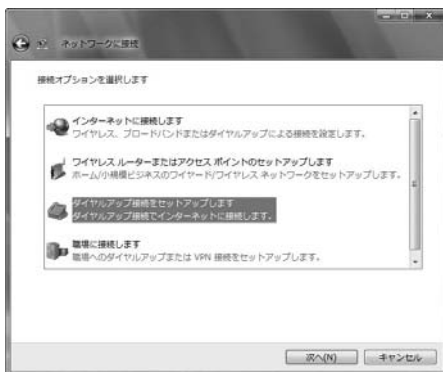 ネットワークに接続
接続オプションを選択します
インターネットに接続します
ワイヤレス、ブロードバンドまたはダイヤルアップによる接続を設定します。
ワイヤレス ルーターまたはアクセス ポイントのセットアップします
ホーム/小規模ビジネスのワイヤード/ワイヤレス ネットワークをセットアップします。
ダイヤルアップ接続をセットアップします
ダイヤルアップ接続でインターネットに接続します。
職場に接続します
職場へのダイヤルアップまたは VPN 接続をセットアップします。
次へ(N)
キャンセル